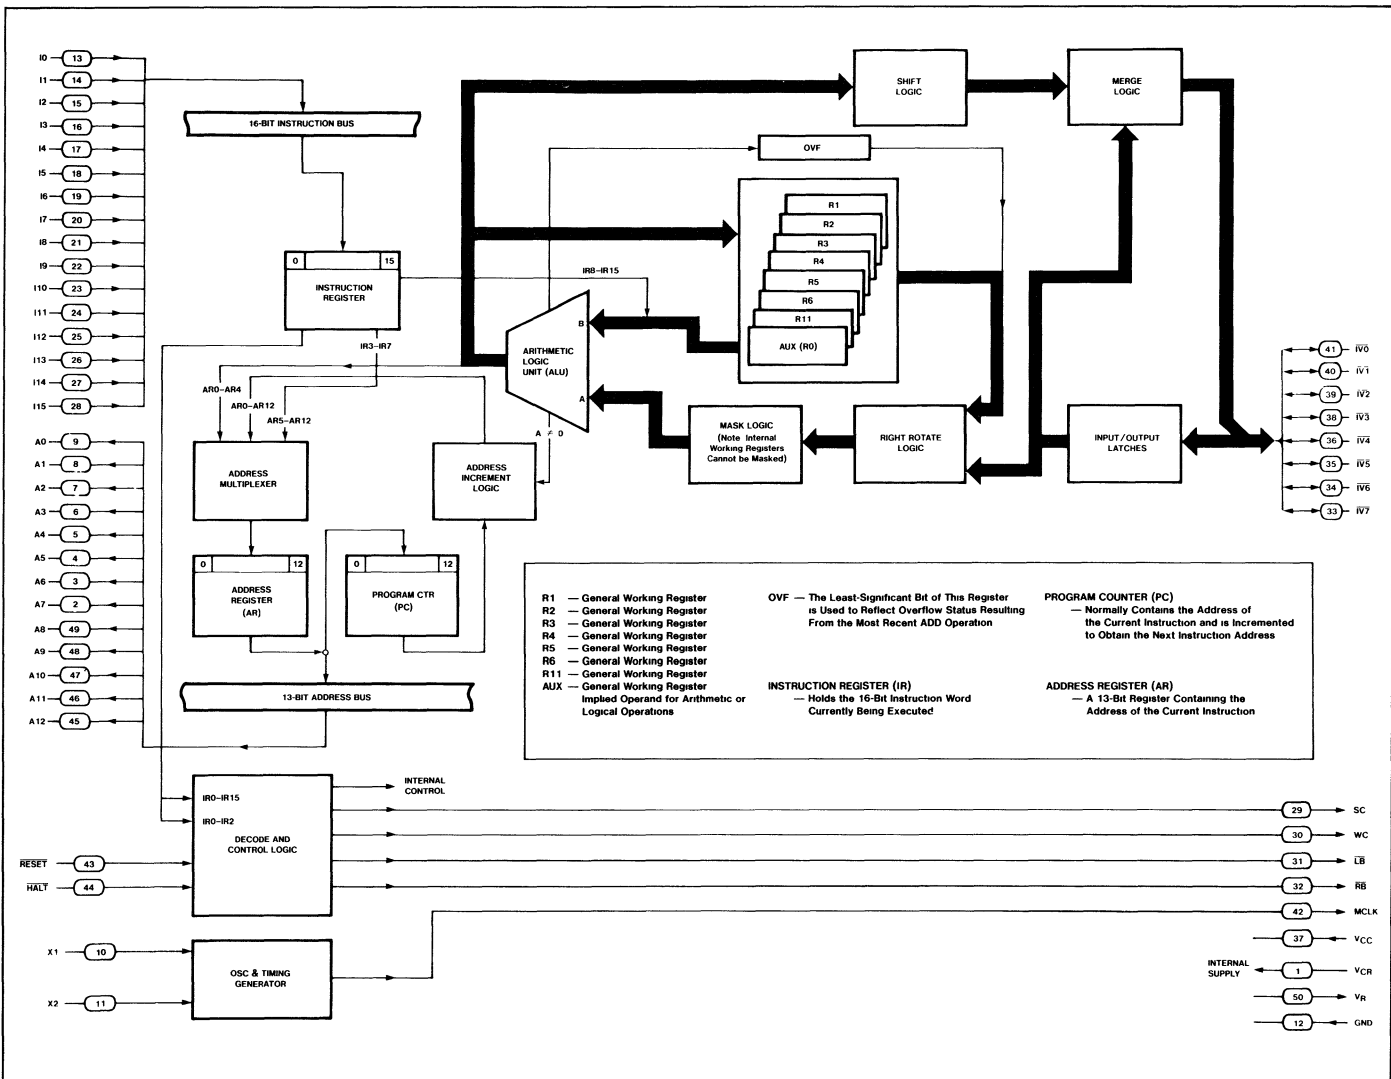 I0 13
I1 14
I2 15
I3 16
I4 17
I5 18
I6 19
I7 20
I8 21
I9 22
I10 23
I11 24
I12 25
I13 26
I14 27
I15 28
A0 9
A1 8
A2 7
A3 6
A4 5
A5 4
A6 3
A7 2
A8 49
A9 48
A10 47
A11 46
A12 45
16-BIT INSTRUCTION BUS
0 15
INSTRUCTION
REGISTER
IR8–IR15
IR3–IR7
AR0–AR4
AR0–AR12
AR5–AR12
ADDRESS
MULTIPLEXER
0 12
ADDRESS
REGISTER
(AR)
0 12
PROGRAM CTR
(PC)
ADDRESS
INCREMENT
LOGIC
13-BIT ADDRESS BUS
ARITHMETIC
LOGIC
UNIT (ALU)
B
A
A ≠ 0
OVF
R1
R2
R3
R4
R5
R6
R11
AUX (R0)
SHIFT
LOGIC
MERGE
LOGIC
MASK LOGIC
(Note Internal
Working Registers
Cannot be Masked)
RIGHT ROTATE
LOGIC
INPUT/OUTPUT
LATCHES
41 I̅V̅0̅
40 I̅V̅1̅
39 I̅V̅2̅
38 I̅V̅3̅
36 I̅V̅4̅
35 I̅V̅5̅
34 I̅V̅6̅
33 I̅V̅7̅
R1 — General Working Register
R2 — General Working Register
R3 — General Working Register
R4 — General Working Register
R5 — General Working Register
R6 — General Working Register
R11 — General Working Register
AUX — General Working Register
Implied Operand for Arithmetic or
Logical Operations
OVF — The Least-Significant Bit of This Register
is Used to Reflect Overflow Status Resulting
From the Most Recent ADD Operation
INSTRUCTION REGISTER (IR)
— Holds the 16-Bit Instruction Word
Currently Being Executed
PROGRAM COUNTER (PC)
— Normally Contains the Address of
the Current Instruction and is Incremented
to Obtain the Next Instruction Address
ADDRESS REGISTER (AR)
— A 13-Bit Register Containing the
Address of the Current Instruction
IR0–IR15
IR0–IR2
DECODE AND
CONTROL LOGIC
INTERNAL
CONTROL
R̅E̅S̅E̅T̅ 43
H̅A̅L̅T̅ 44
X1 10
X2 11
OSC & TIMING
GENERATOR
29 SC
30 WC
31 L̅B̅
32 R̅B̅
42 MCLK
37 VCC
INTERNAL
SUPPLY
1 VCR
50 VR
12 GND